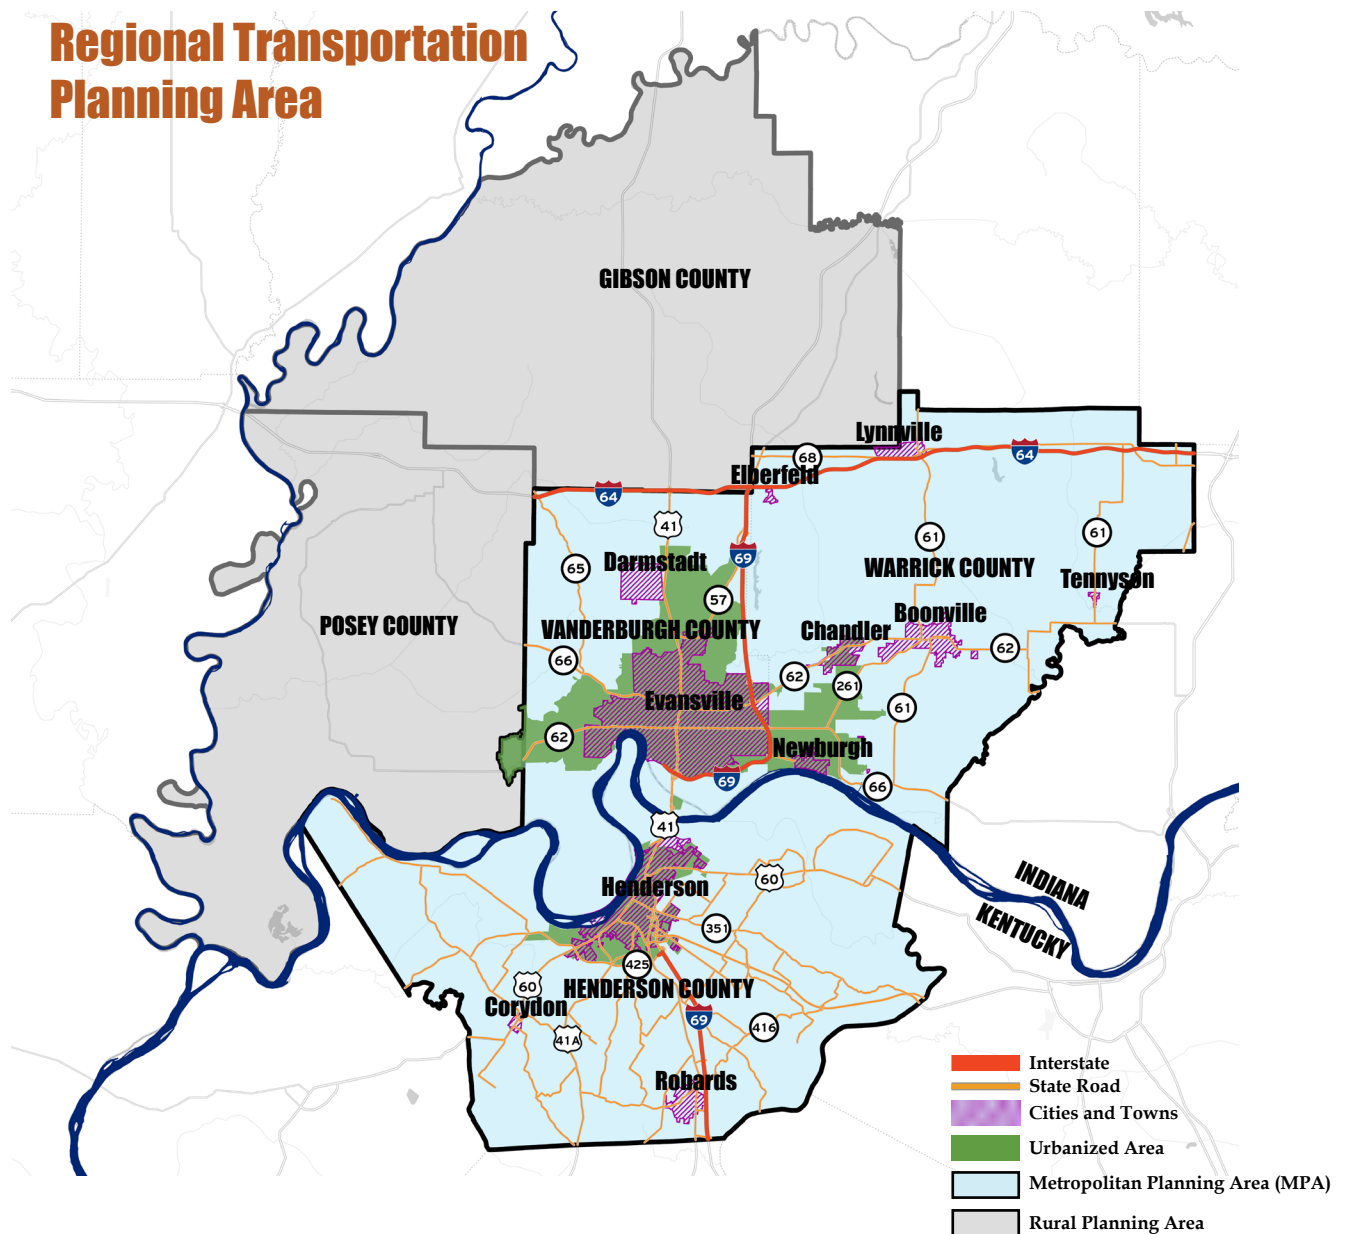 Regional Transportation
Planning Area
GIBSON COUNTY
Lynnville
68
64
Elberfeld
64
41
61
61
69
Darmstadt
65
WARRICK COUNTY
Tennyson
57
Boonville
POSEY COUNTY
VANDERBURGH COUNTY
Chandler
62
66
62
261
Evansville
61
62
Newburgh
69
66
41
INDIANA
60
Henderson
KENTUCKY
351
425
60
HENDERSON COUNTY
Corydon
69
416
41A
Robards
Interstate
State Road
Cities and Towns
Urbanized Area
Metropolitan Planning Area (MPA)
Rural Planning Area